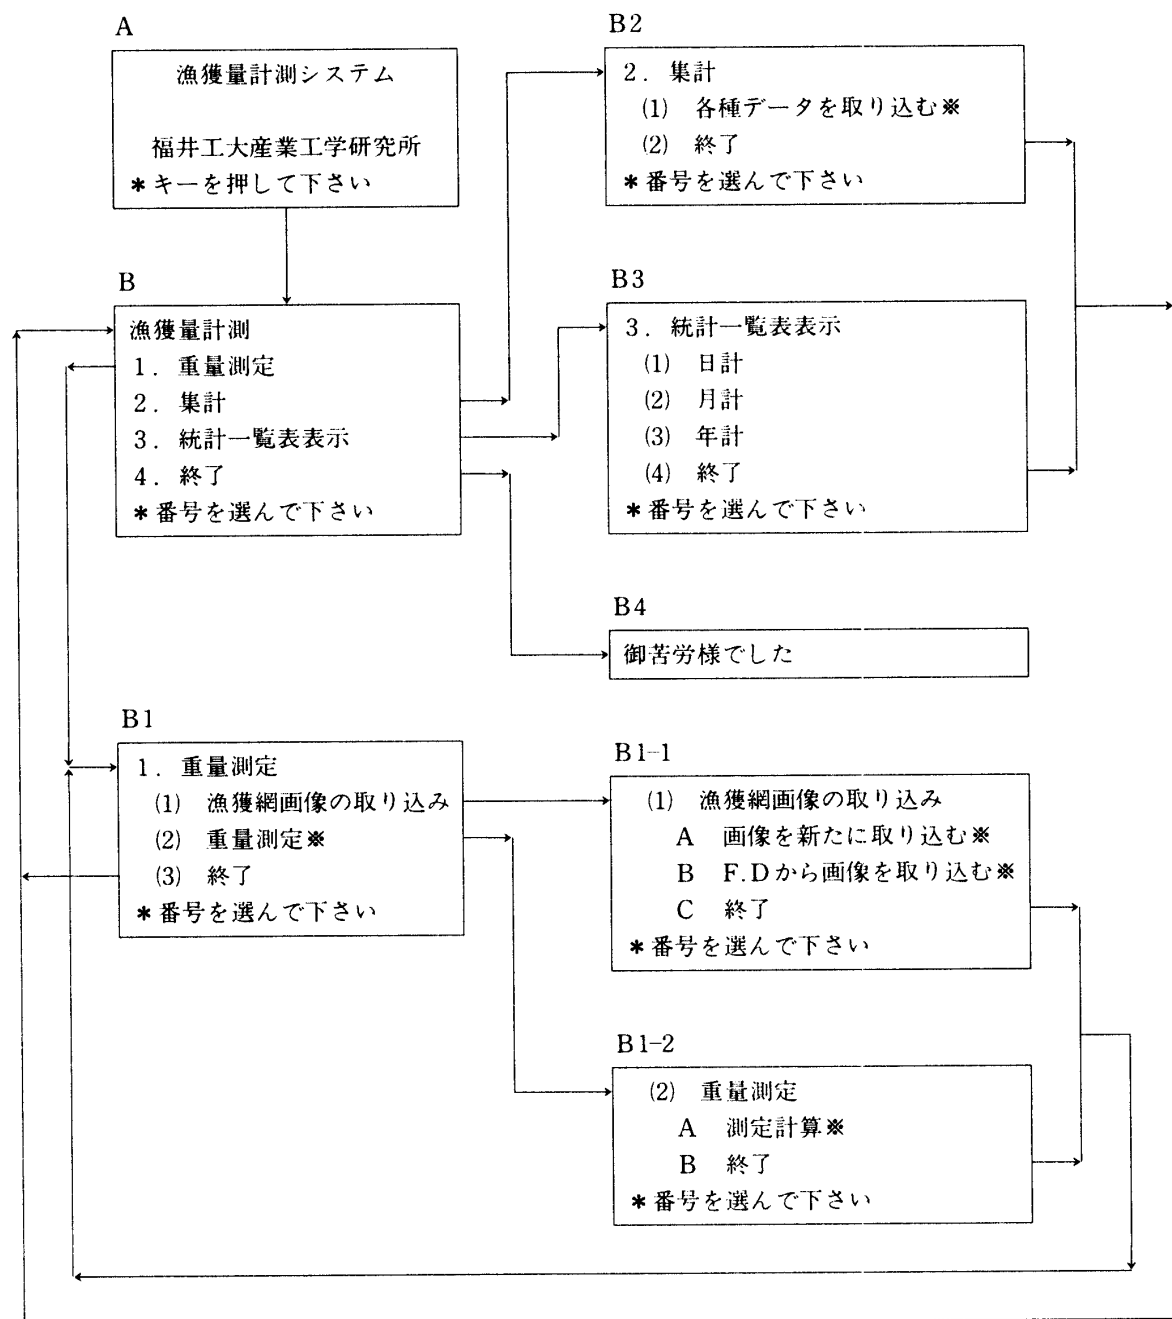 A
漁獲量計測システム
福井工大産業工学研究所
*キーを押して下さい
B
漁獲量計測
1. 重量測定
2. 集計
3. 統計一覧表表示
4. 終了
*番号を選んで下さい
B2
2. 集計
(1) 各種データを取り込む※
(2) 終了
*番号を選んで下さい
B3
3. 統計一覧表表示
(1) 日計
(2) 月計
(3) 年計
(4) 終了
*番号を選んで下さい
B4
御苦労様でした
B1
1. 重量測定
(1) 漁獲網画像の取り込み
(2) 重量測定※
(3) 終了
*番号を選んで下さい
B1-1
(1) 漁獲網画像の取り込み
A 画像を新たに取り込む※
B F.Dから画像を取り込む※
C 終了
*番号を選んで下さい
B1-2
(2) 重量測定
A 測定計算※
B 終了
*番号を選んで下さい